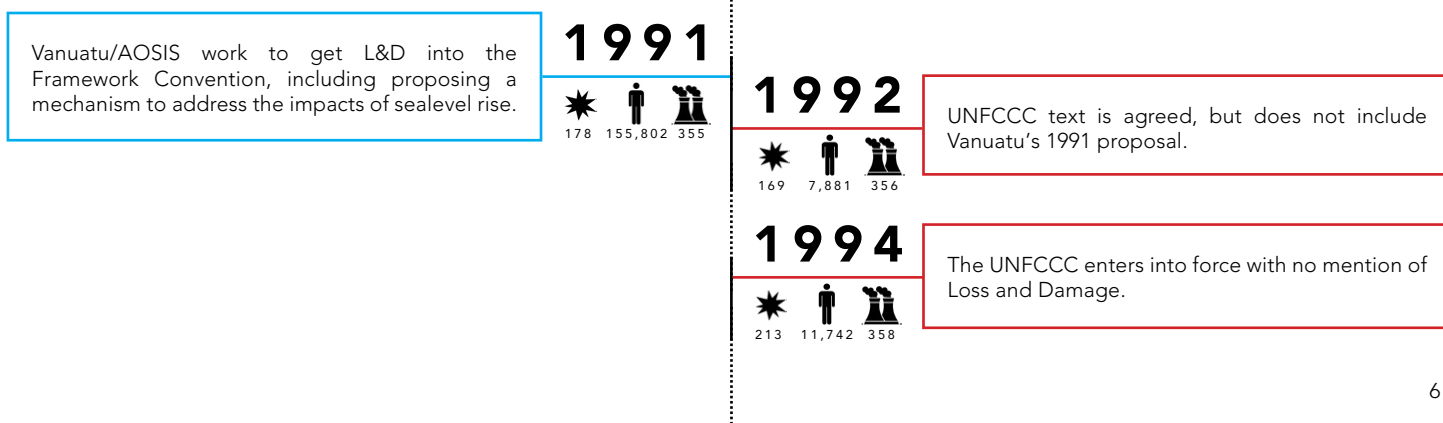 Vanuatu/AOSIS work to get L&D into the
Framework Convention, including proposing a
mechanism to address the impacts of sealevel rise.
1991
178 155,802 355
1992
169 7,881 356
UNFCCC text is agreed, but does not include
Vanuatu's 1991 proposal.
1994
213 11,742 358
The UNFCCC enters into force with no mention of
Loss and Damage.
6